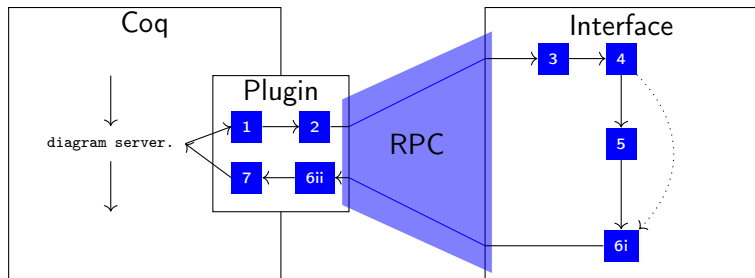 Coq
Interface
3
4
Plugin
1
2
RPC
diagram server.
5
7
6ii
6i